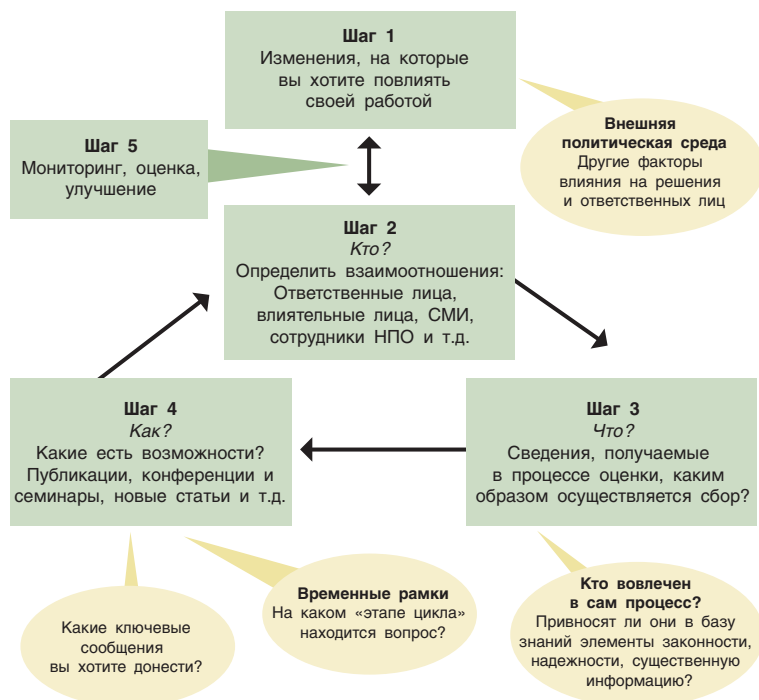 Шаг 1
Изменения, на которые
вы хотите повлиять
своей работой
Внешняя
политическая среда
Другие факторы
влияния на решения
и ответственных лиц
Шаг 5
Мониторинг, оценка,
улучшение
Шаг 2
Кто?
Определить взаимоотношения:
Ответственные лица,
влиятельные лица, СМИ,
сотрудники НПО и т.д.
Шаг 4
Как?
Какие есть возможности?
Публикации, конференции и
семинары, новые статьи и т.д.
Шаг 3
Что?
Сведения, получаемые
в процессе оценки, каким
образом осуществляется сбор?
Какие ключевые
сообщения
вы хотите донести?
Временные рамки
На каком «этапе цикла»
находится вопрос?
Кто вовлечен
в сам процесс?
Привносят ли они в базу
знаний элементы законности,
надежности, существенную
информацию?